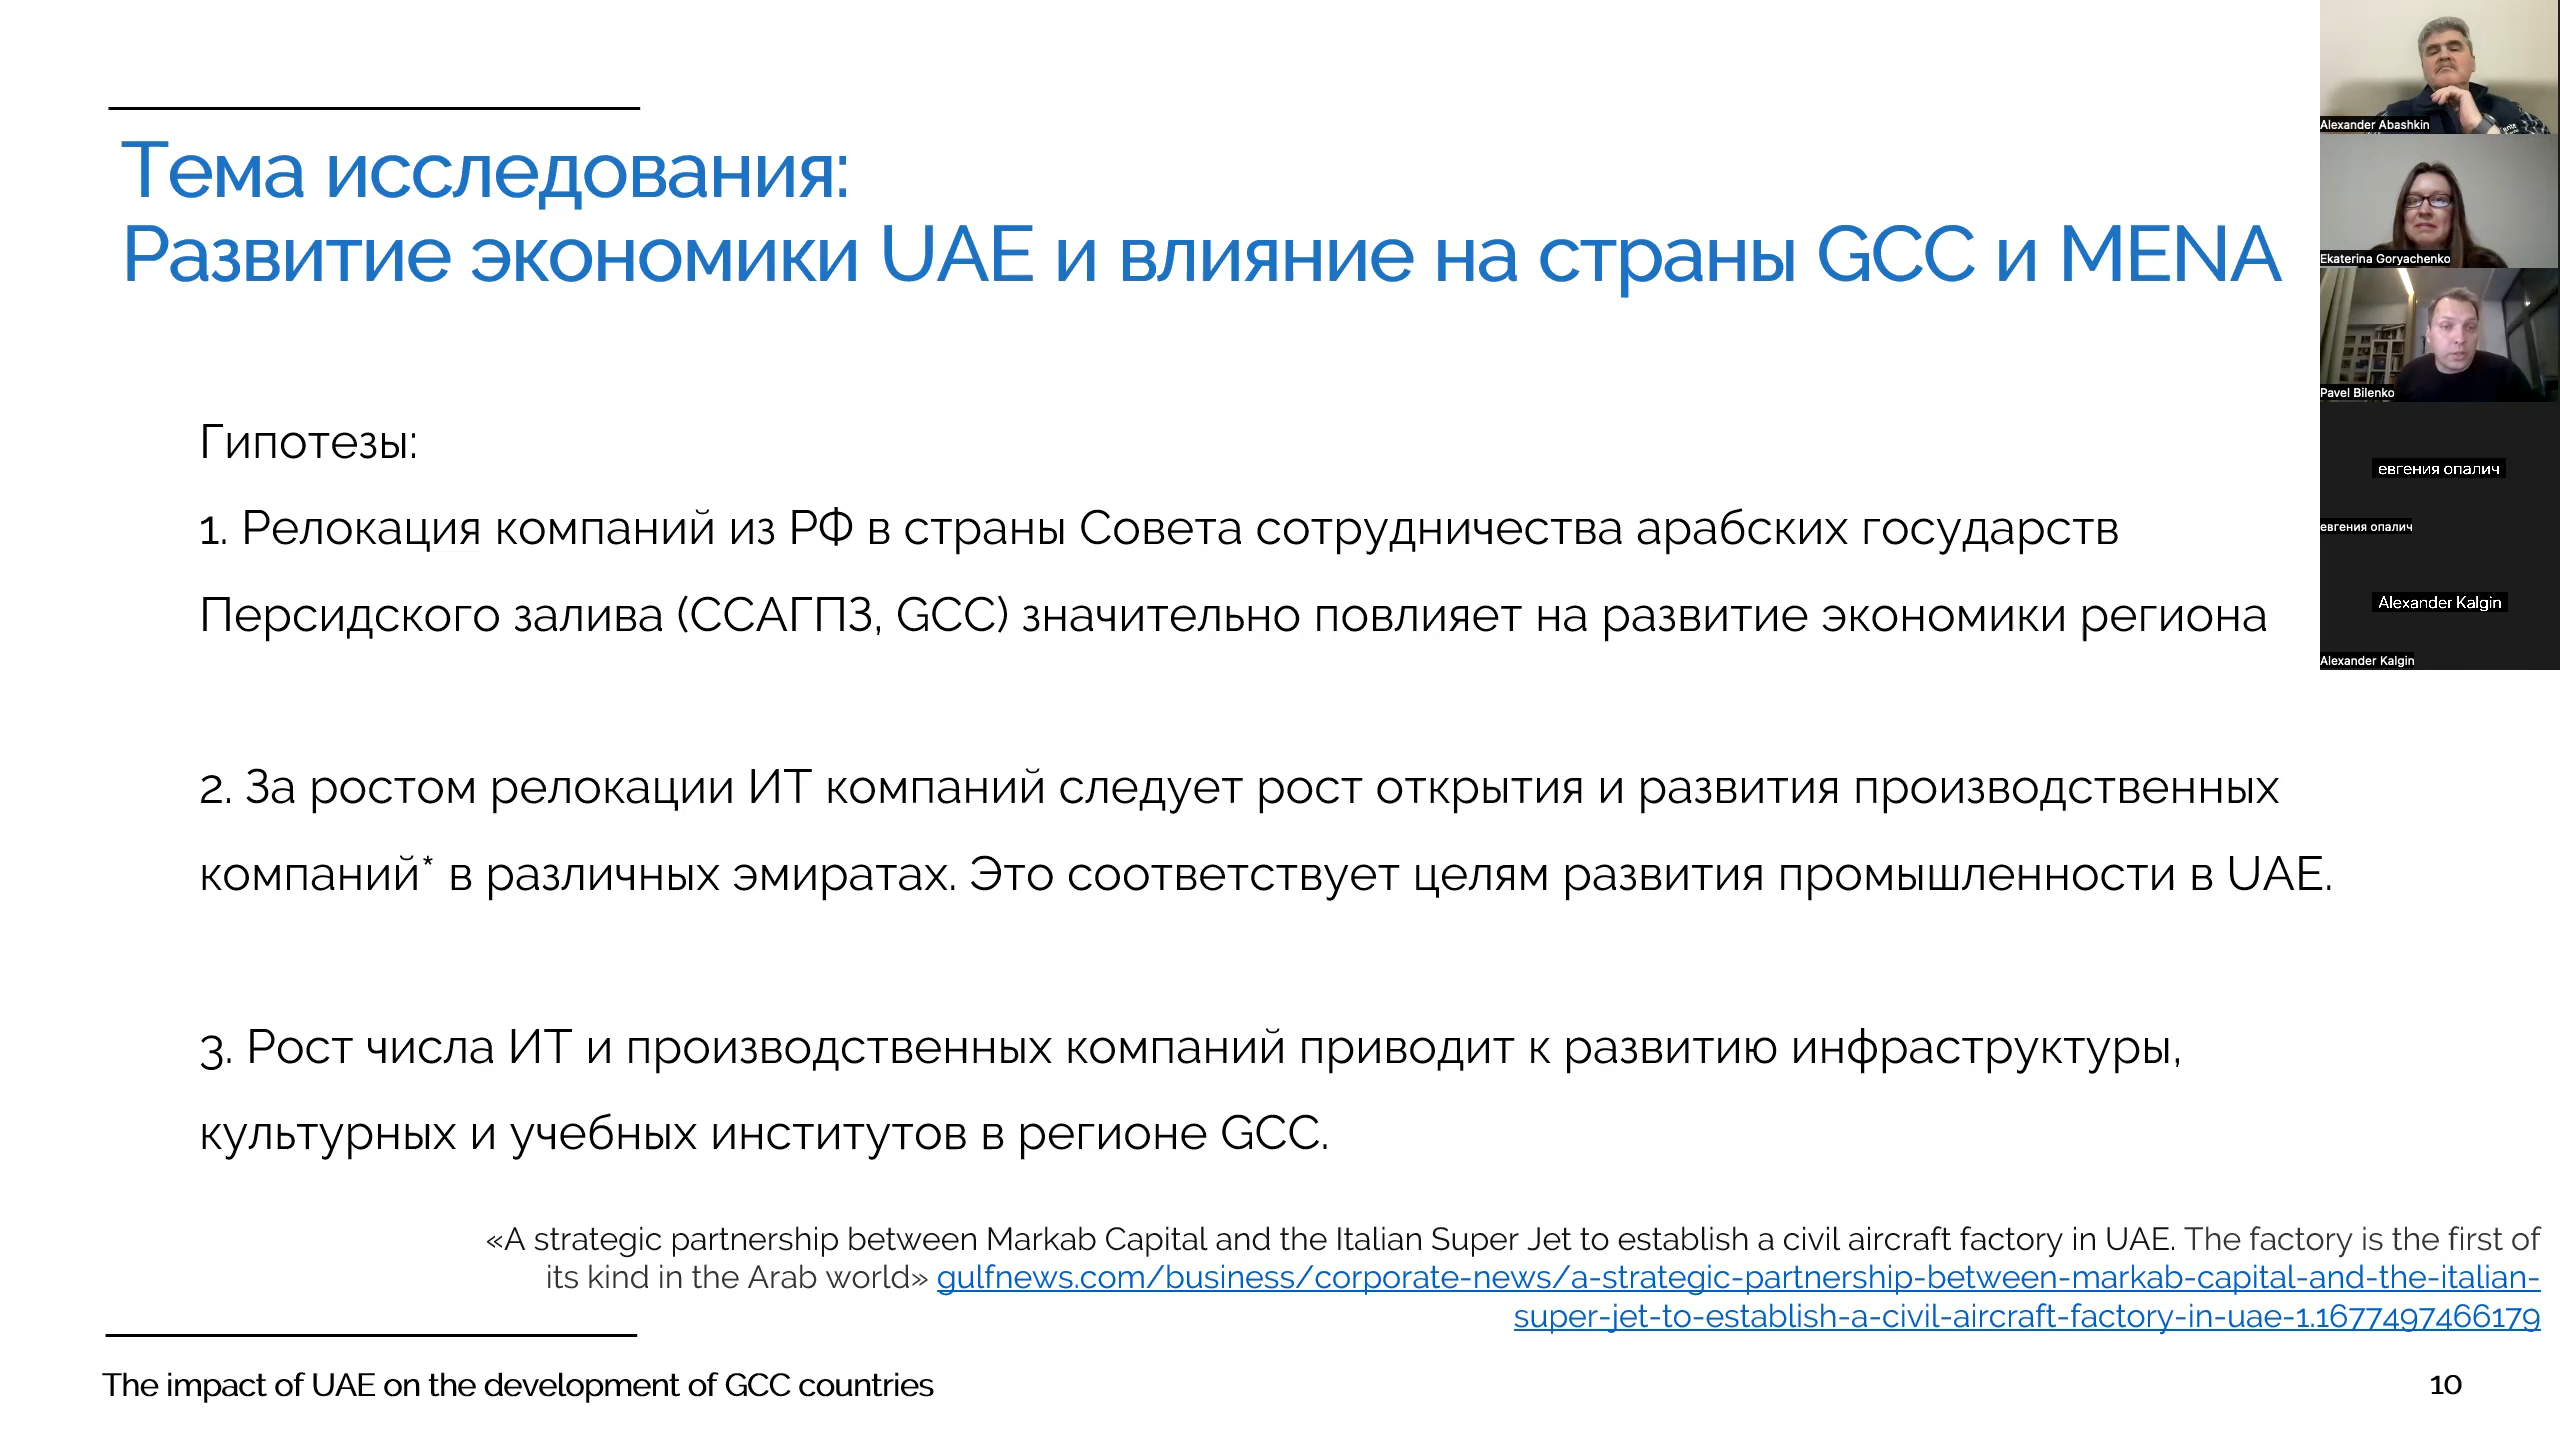 Тема исследования:
Развитие экономики UAE и влияние на страны GCC и MENA
Гипотезы:
1. Релокация компаний из РФ в страны Совета сотрудничества арабских государств
Персидского залива (ССАГПЗ, GCC) значительно повлияет на развитие экономики региона
2. За ростом релокации ИТ компаний следует рост открытия и развития производственных
компаний* в различных эмиратах. Это соответствует целям развития промышленности в UAE.
3. Рост числа ИТ и производственных компаний приводит к развитию инфраструктуры,
культурных и учебных институтов в регионе GCC.
«A strategic partnership between Markab Capital and the Italian Super Jet to establish a civil aircraft factory in UAE. The factory is the first of
its kind in the Arab world» gulfnews.com/business/corporate-news/a-strategic-partnership-between-markab-capital-and-the-italian-
super-jet-to-establish-a-civil-aircraft-factory-in-uae-1.1677497466179
The impact of UAE on the development of GCC countries
10
Alexander Abashkin
Ekaterina Goryachenko
Pavel Bilenko
евгения опалич
евгения опалич
Alexander Kalgin
Alexander Kalgin